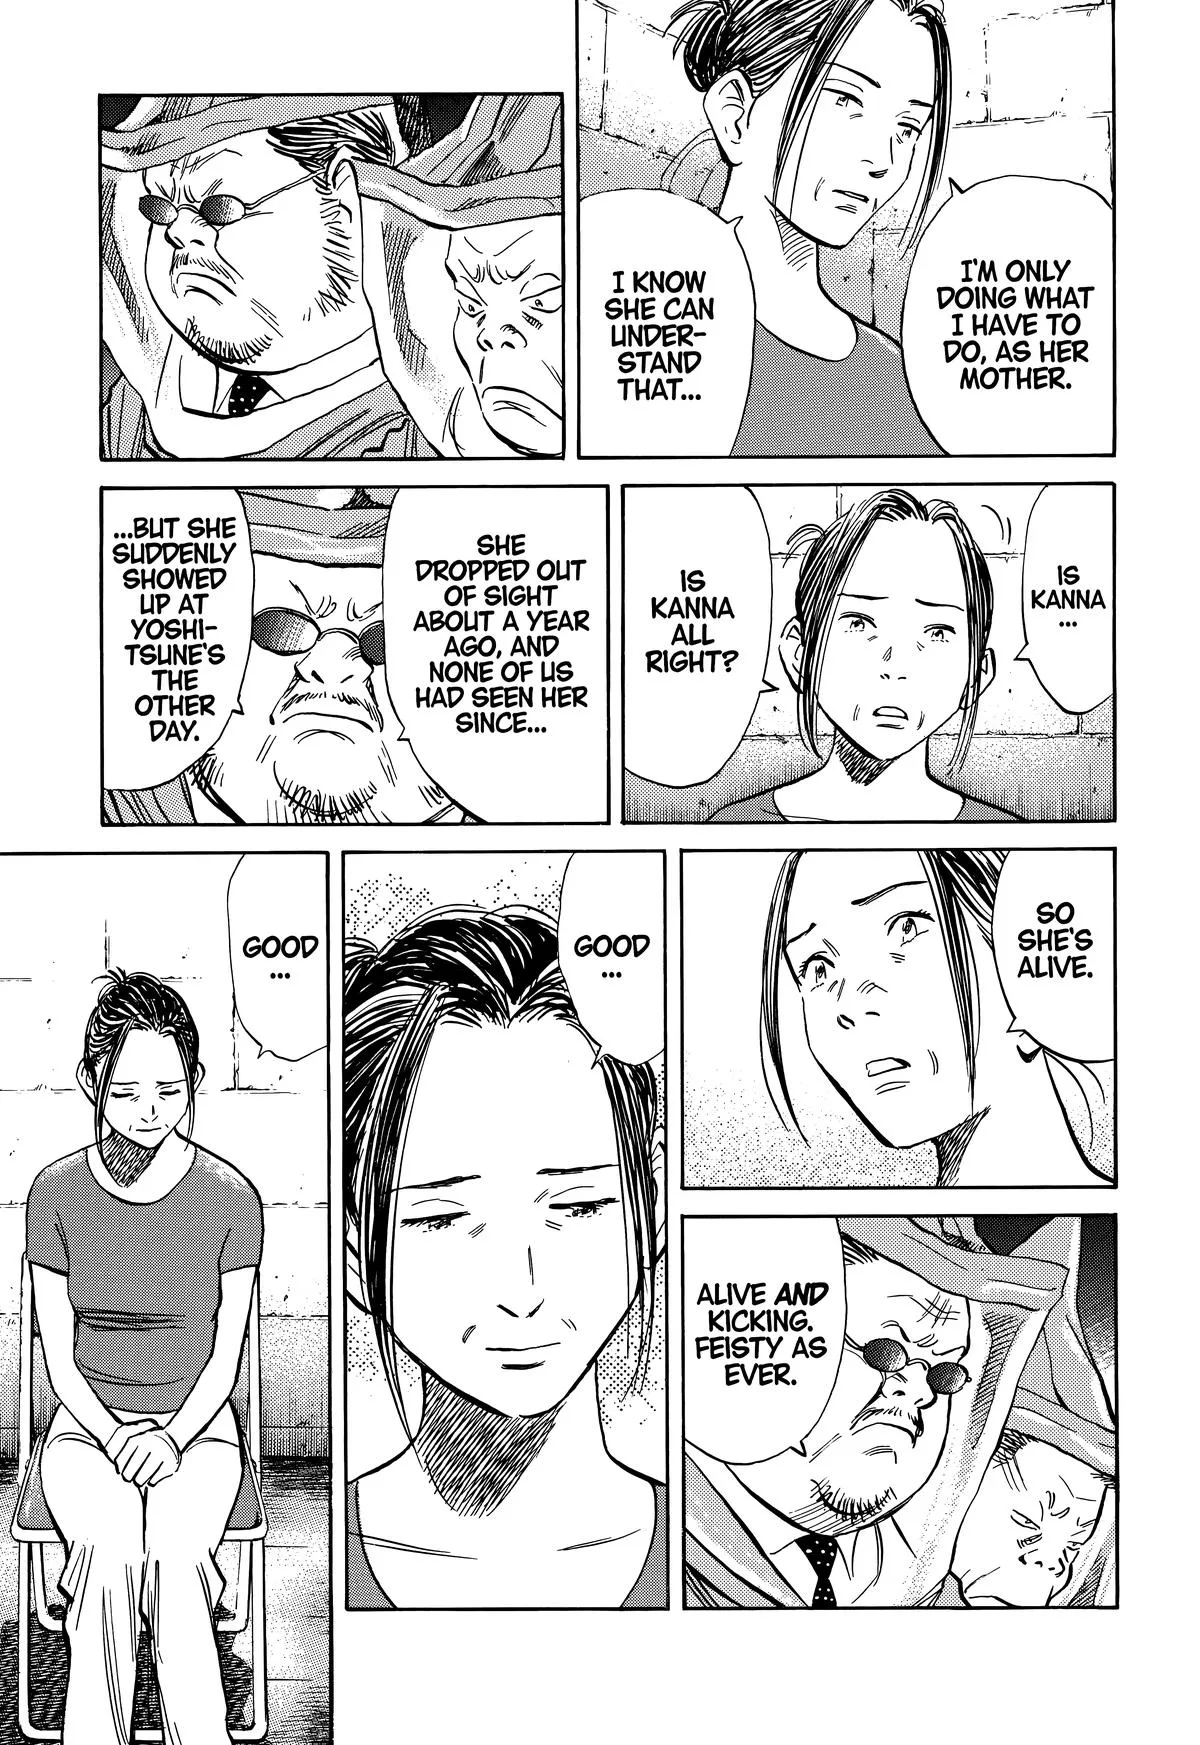 I'M ONLY
DOING WHAT
I HAVE TO
DO, AS HER
MOTHER.
I KNOW
SHE CAN
UNDER-
STAND
THAT...
IS
KANNA
...
IS
KANNA
ALL
RIGHT?
SHE
DROPPED OUT
OF SIGHT
ABOUT A YEAR
AGO, AND
NONE OF US
HAD SEEN HER
SINCE...
...BUT SHE
SUDDENLY
SHOWED
UP AT
YOSHI-
TSUNE'S
THE
OTHER
DAY.
SO
SHE'S
ALIVE.
ALIVE AND
KICKING.
FEISTY AS
EVER.
GOOD
...
GOOD
...